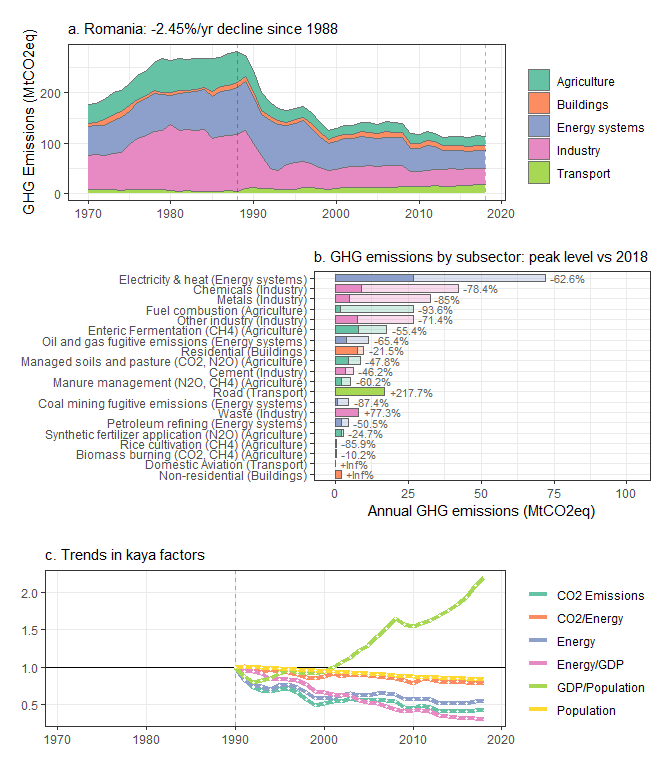 a. Romania: -2.45%/yr decline since 1988
GHG Emissions (MtCO2eq)
200
100
0
1970
1980
1990
2000
2010
2020
Agriculture
Buildings
Energy systems
Industry
Transport
b. GHG emissions by subsector: peak level vs 2018
Electricity & heat (Energy systems) -62.6%
Chemicals (Industry) -78.4%
Metals (Industry) -85%
Fuel combustion (Agriculture) -93.6%
Other industry (Industry) -71.4%
Enteric Fermentation (CH4) (Agriculture) -55.4%
Oil and gas fugitive emissions (Energy systems) -65.4%
Residential (Buildings) -21.5%
Managed soils and pasture (CO2, N2O) (Agriculture) -47.8%
Cement (Industry) -46.2%
Manure management (N2O, CH4) (Agriculture) -60.2%
Road (Transport) +217.7%
Coal mining fugitive emissions (Energy systems) -87.4%
Waste (Industry) +77.3%
Petroleum refining (Energy systems) -50.5%
Synthetic fertilizer application (N2O) (Agriculture) -24.7%
Rice cultivation (CH4) (Agriculture) -85.9%
Biomass burning (CO2, CH4) (Agriculture) -10.2%
Domestic Aviation (Transport) +Inf%
Non-residential (Buildings) +Inf%
0
25
50
75
100
Annual GHG emissions (MtCO2eq)
c. Trends in kaya factors
2.0
1.5
1.0
0.5
1970
1980
1990
2000
2010
2020
CO2 Emissions
CO2/Energy
Energy
Energy/GDP
GDP/Population
Population